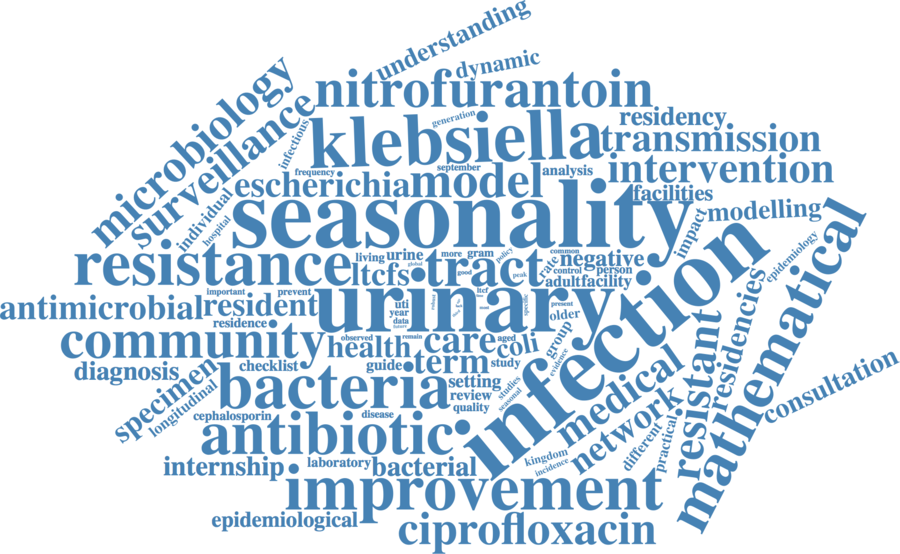 understanding
dynamic
microbiology
nitrofurantoin
surveillance
generation
residency
infectious
klebsiella
transmission
frequency
september
analysis
intervention
individual
escherichia
model
facilities
hospital
seasonality
impact
modelling
resistance
living
urine
more
gram
policy
common
negative
epidemiology
global
rate
ltcfs
tract
good
peak
control
person
adult
facility
important
prevent
antimicrobial
resident
urinary
infection
uti
year
data
ltcf
specific
present
older
residence
community
observed
remain
aged
health
care
coli
group
evidence
diagnosis
checklist
guide
term
study
specimen
longitudinal
bacteria
setting
studies
review
seasonal
quality
medical
resistant
residencies
mathematical
consultation
cephalosporin
disease
antibiotic
network
different
practical
kingdom
incidence
internship
laboratory
bacterial
improvement
epidemiological
ciprofloxacin